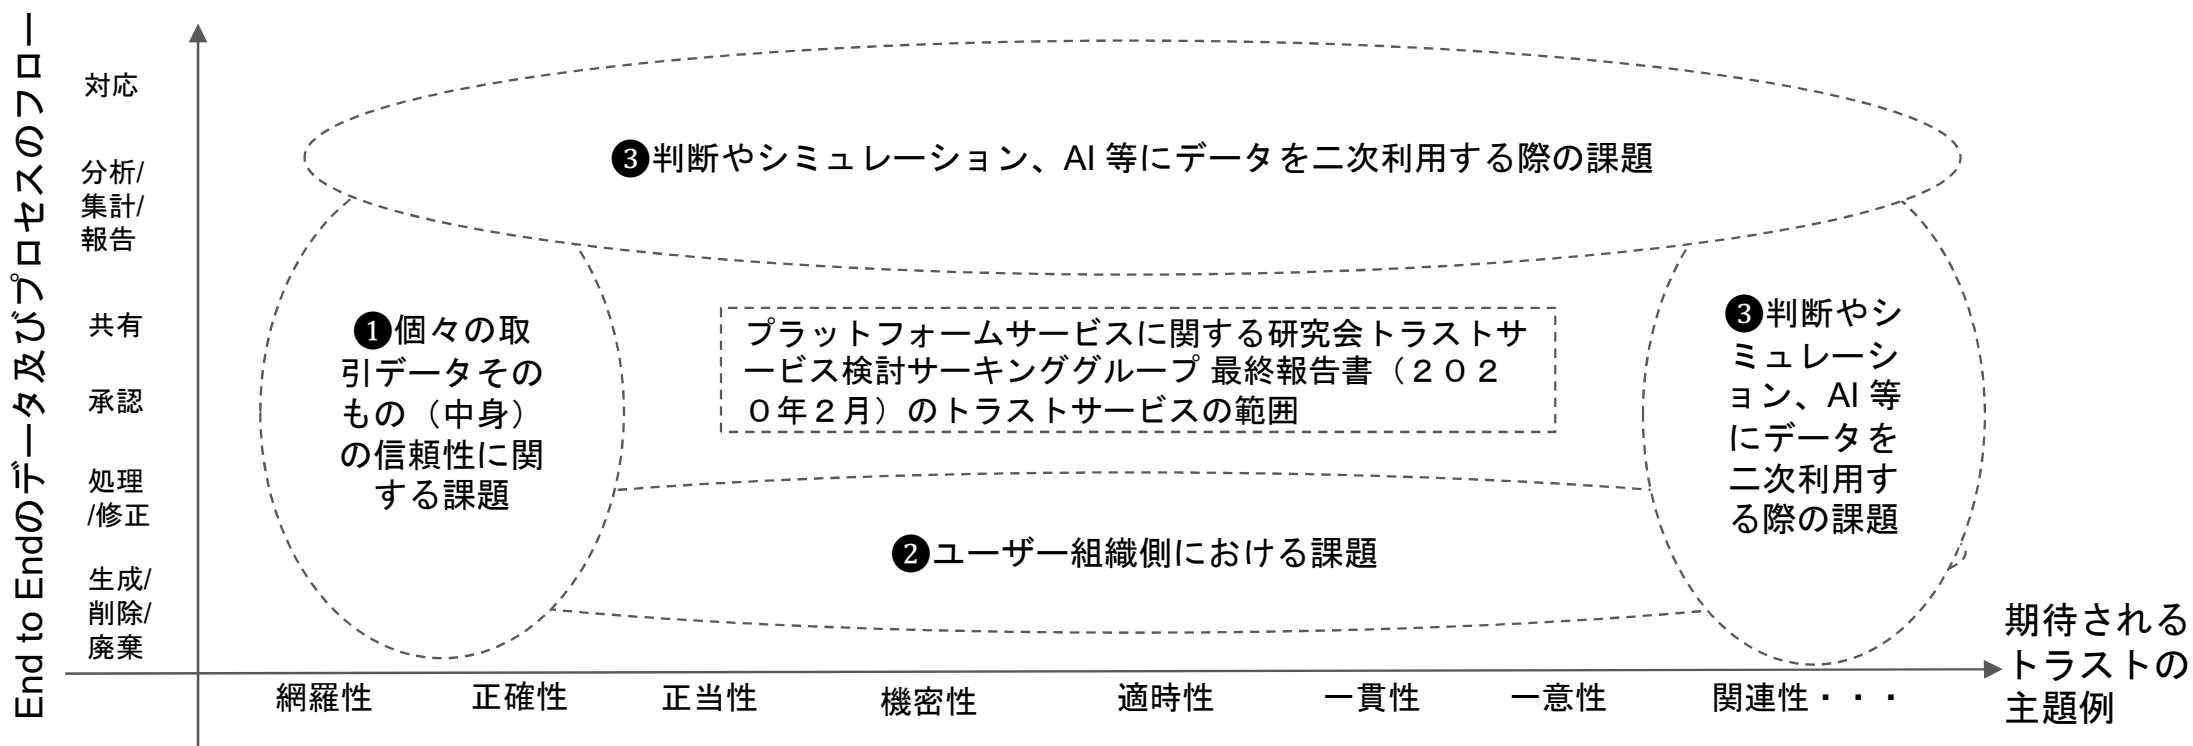 End to Endのデータ及びプロセスのフロー
対応
分析/
集計/
報告
共有
承認
処理
/修正
生成/
削除/
廃棄
❸判断やシミュレーション、AI 等にデータを二次利用する際の課題
❶個々の取
引データその
もの（中身）
の信頼性に関
する課題
プラットフォームサービスに関する研究会トラストサ
ービス検討サーキンググループ 最終報告書（２０２
０年２月）のトラストサービスの範囲
❸判断やシ
ミュレーシ
ョン、AI 等
にデータを
二次利用す
る際の課題
❷ユーザー組織側における課題
網羅性 正確性 正当性 機密性 適時性 一貫性 一意性 関連性・・・
期待される
トラストの
主題例